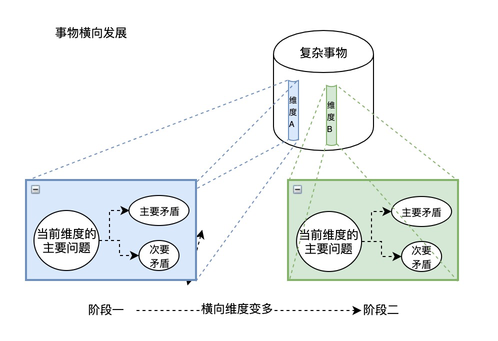 事物横向发展
复杂事物
维
度
A
维
度
B
当前维度的
主要问题
主要矛盾
次要
矛盾
当前维度的
主要问题
主要矛盾
次要
矛盾
阶段一
横向维度变多
阶段二